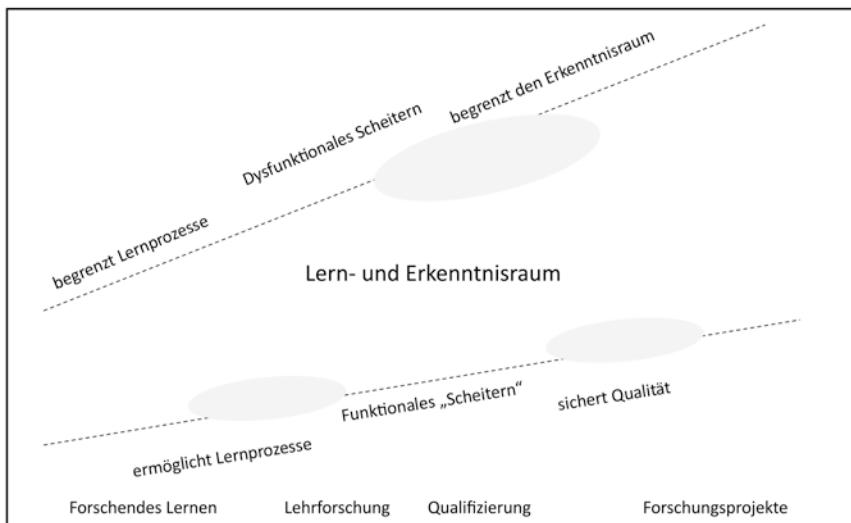 begrenzt den Erkenntnisraum
Dysfunktionales Scheitern
begrenzt Lernprozesse
Lern- und Erkenntnisraum
Funktionales „Scheitern“
sichert Qualität
ermöglicht Lernprozesse
Forschendes Lernen
Lehrforschung
Qualifizierung
Forschungsprojekte